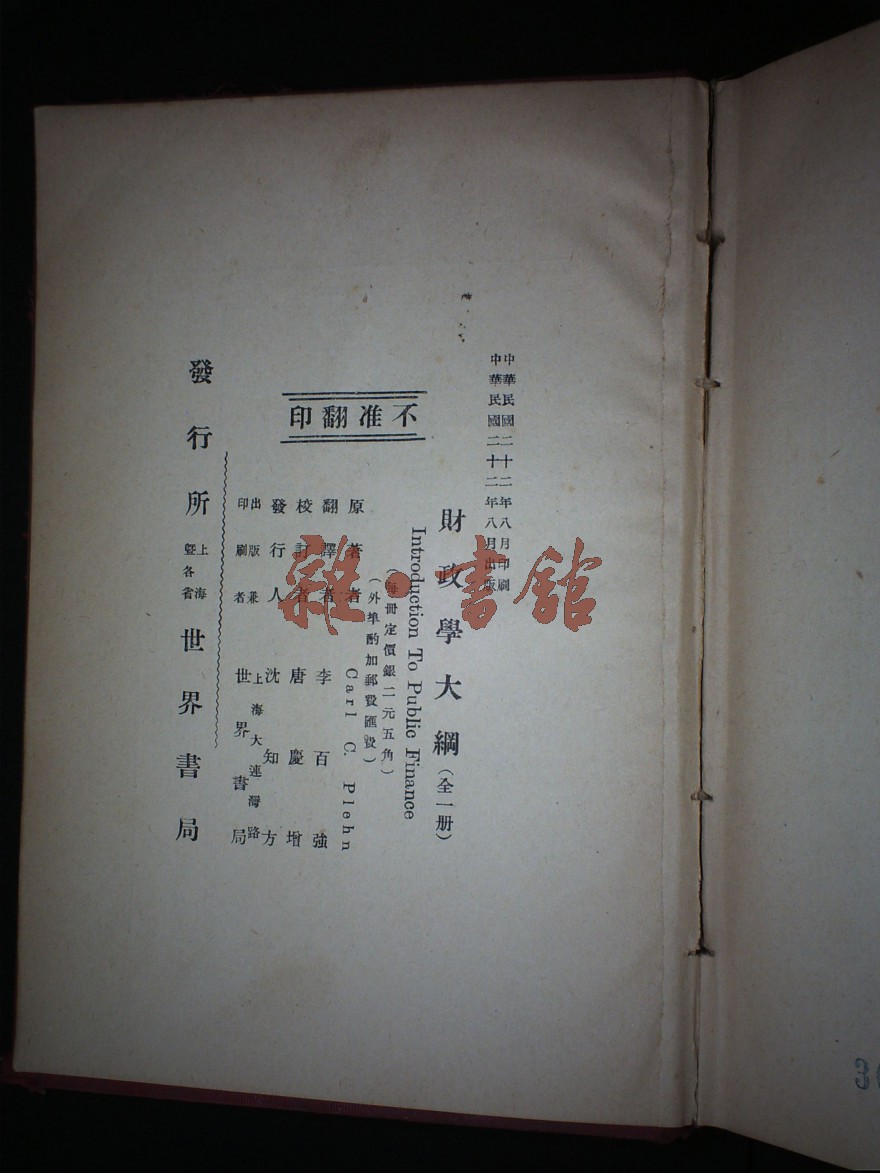 中華民國二十二年八月印刷
中華民國二十二年八月出版
財政學大綱(全一册)
Introduction To Public Finance
(每冊定價銀二元五角)
(外埠酌加郵費匯費)
不准翻印
原著者 Carl C. Plehn
翻譯者 李百強
校訂者 唐慶增
發行人 沈知方
出版兼印刷者 上海大連灣路 世界書局
發行所 上海暨各省 世界書局
雜·書館